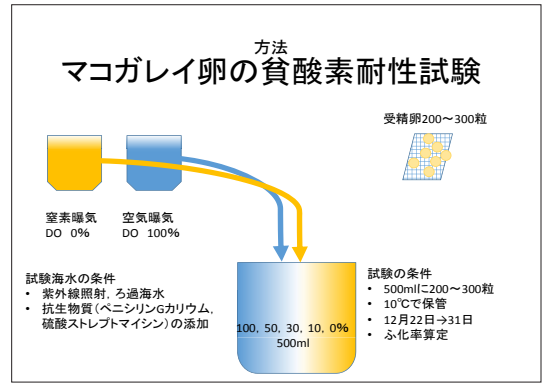 方法
マコガレイ卵の貧酸素耐性試験
受精卵200～300粒
窒素曝気
DO 0%
空気曝気
DO 100%
試験海水の条件
• 紫外線照射，ろ過海水
• 抗生物質（ペニシリンGカリウム，
硫酸ストレプトマイシン）の添加
100, 50, 30, 10, 0%
500ml
試験の条件
• 500mlに200～300粒
• 10℃で保管
• 12月22日→31日
• ふ化率算定